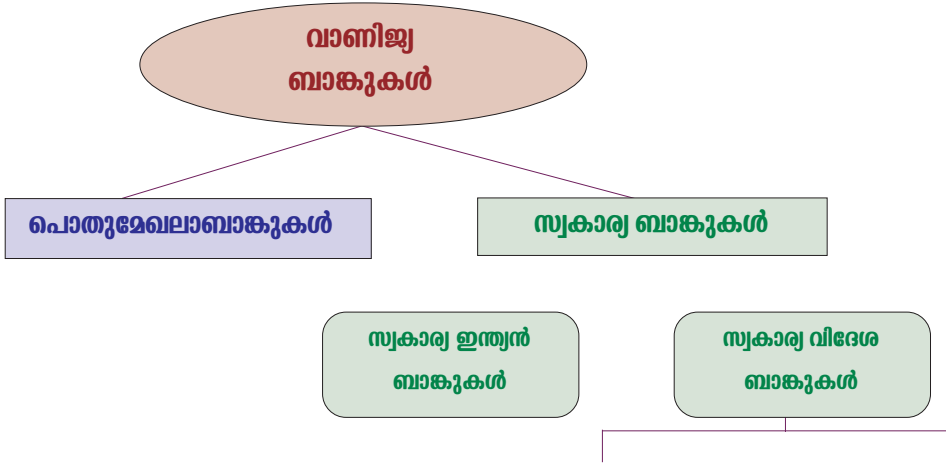 വാണിജ്യ
ബാങ്കുകൾ
പൊതുമേഖലാബാങ്കുകൾ
സ്വകാര്യ ബാങ്കുകൾ
സ്വകാര്യ ഇന്ത്യൻ
ബാങ്കുകൾ
സ്വകാര്യ വിദേശ
ബാങ്കുകൾ